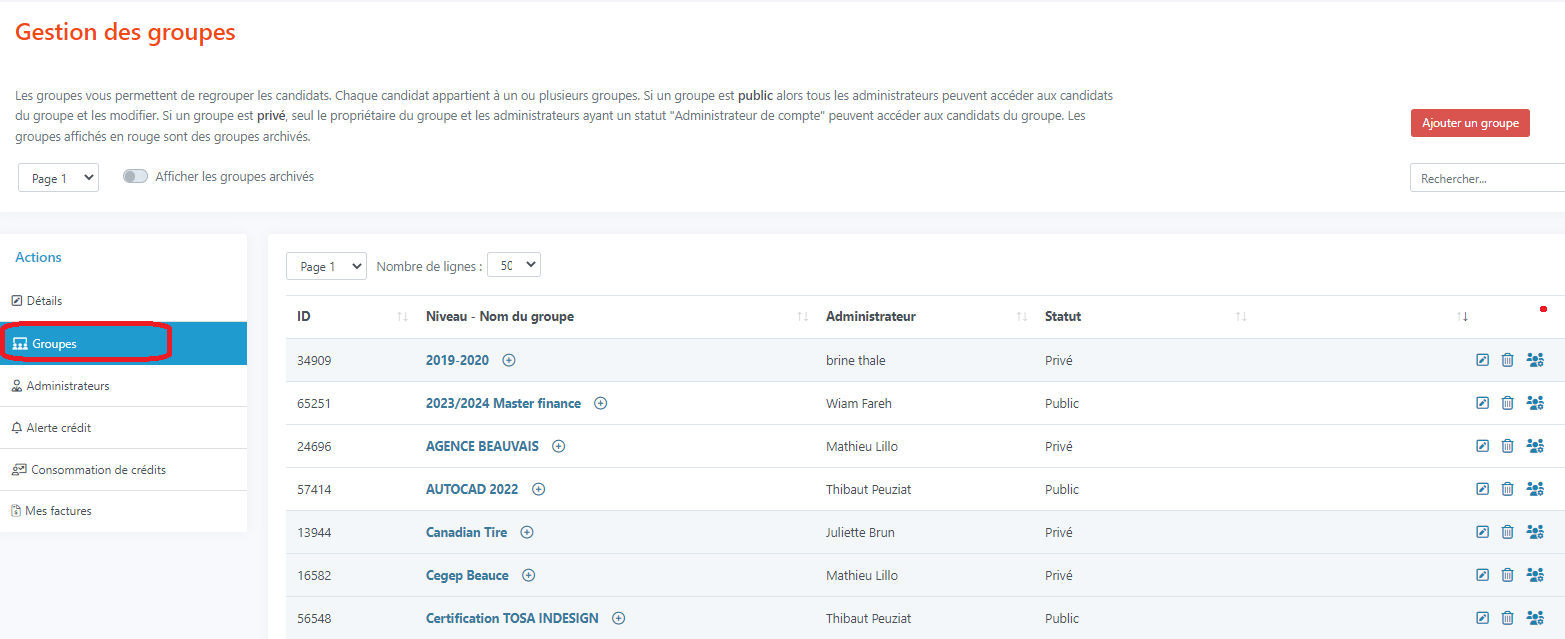 Gestion des groupes
Les groupes vous permettent de regrouper les candidats. Chaque candidat appartient à un ou plusieurs groupes. Si un groupe est public alors tous les administrateurs peuvent accéder aux candidats
du groupe et les modifier. Si un groupe est privé, seul le propriétaire du groupe et les administrateurs ayant un statut "Administrateur de compte" peuvent accéder aux candidats du groupe. Les
groupes affichés en rouge sont des groupes archivés.
Ajouter un groupe
Page 1 Afficher les groupes archivés Rechercher...
Actions
Détails
Groupes
Administrateurs
Alerte crédit
Consommation de crédits
Mes factures
Page 1 Nombre de lignes : 50
ID Niveau - Nom du groupe Administrateur Statut
34909 2019-2020 brine thale Privé
65251 2023/2024 Master finance Wiam Fareh Public
24696 AGENCE BEAUVAIS Mathieu Lillo Privé
57414 AUTOCAD 2022 Thibaut Peuziat Public
13944 Canadian Tire Juliette Brun Privé
16582 Cegep Beauce Mathieu Lillo Privé
56548 Certification TOSA INDESIGN Thibaut Peuziat Public